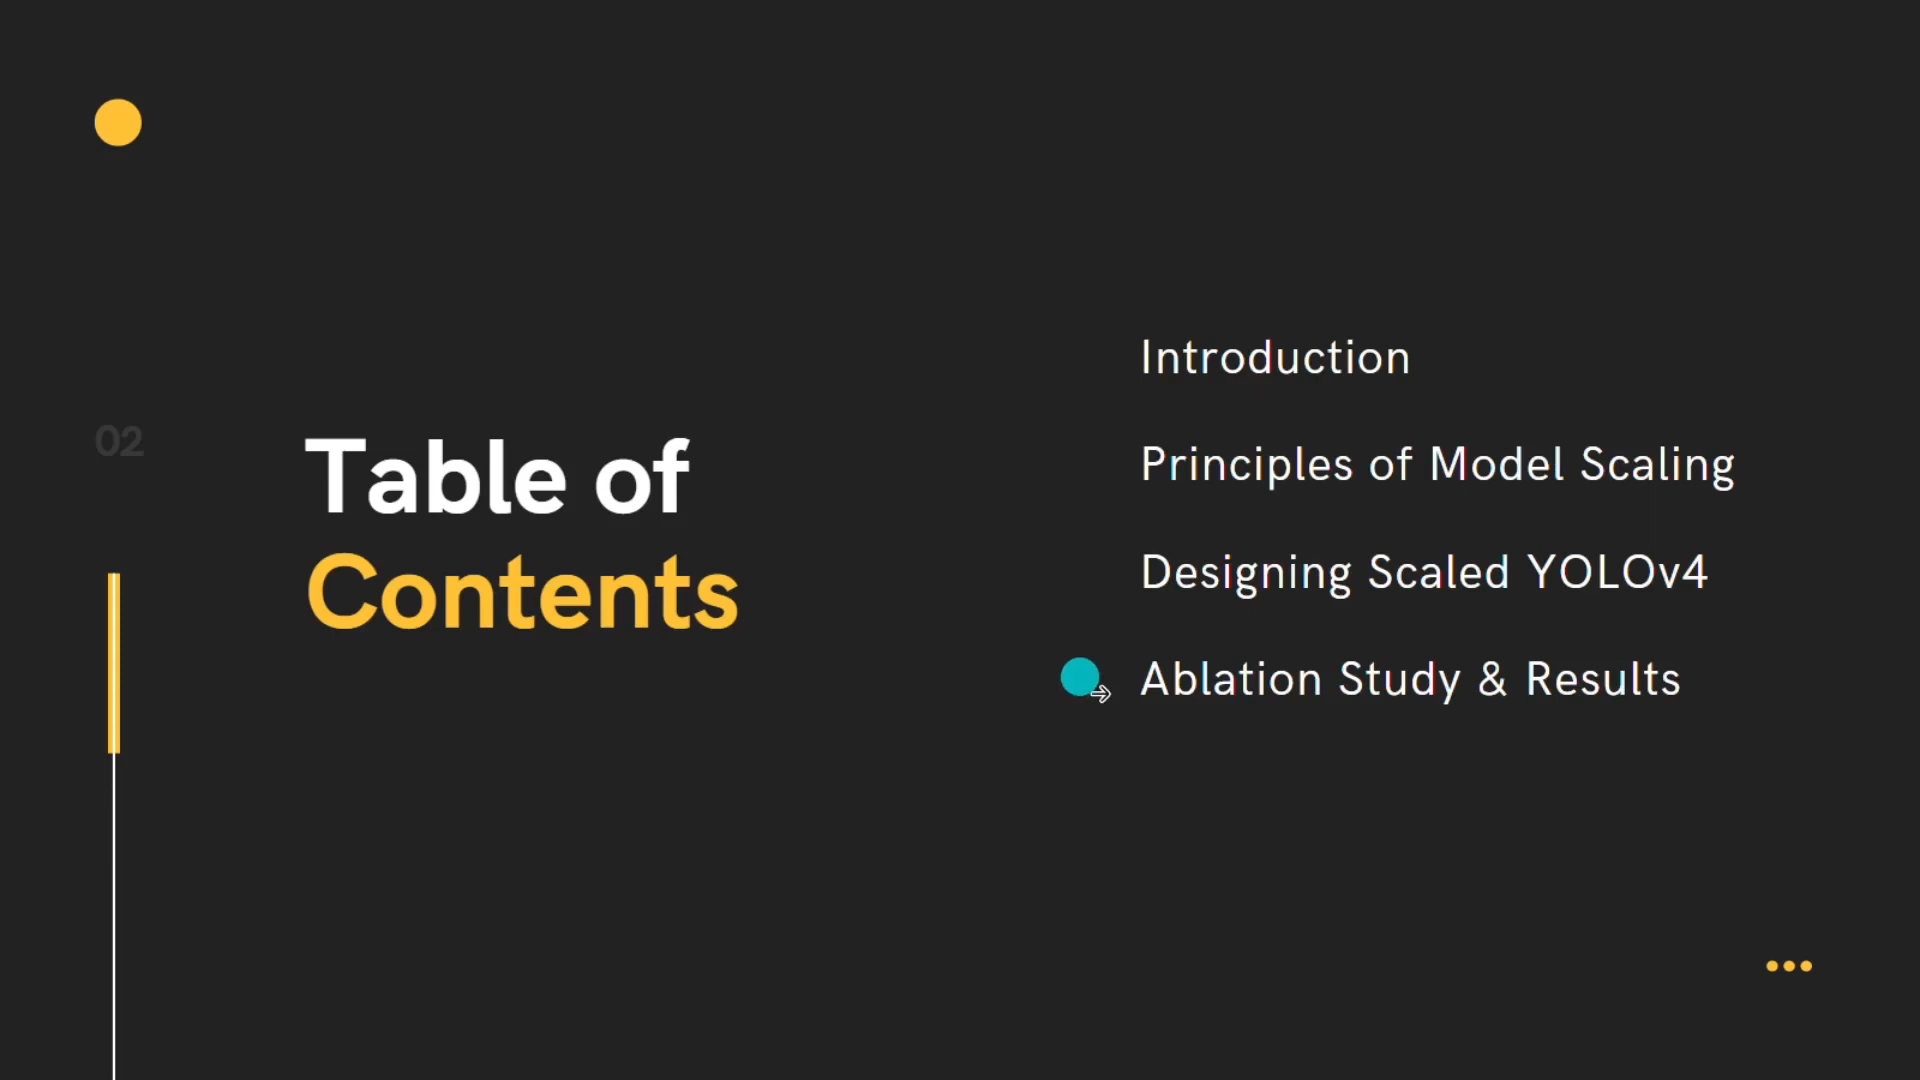 02
Table of
Contents
Introduction
Principles of Model Scaling
Designing Scaled YOLOv4
Ablation Study & Results